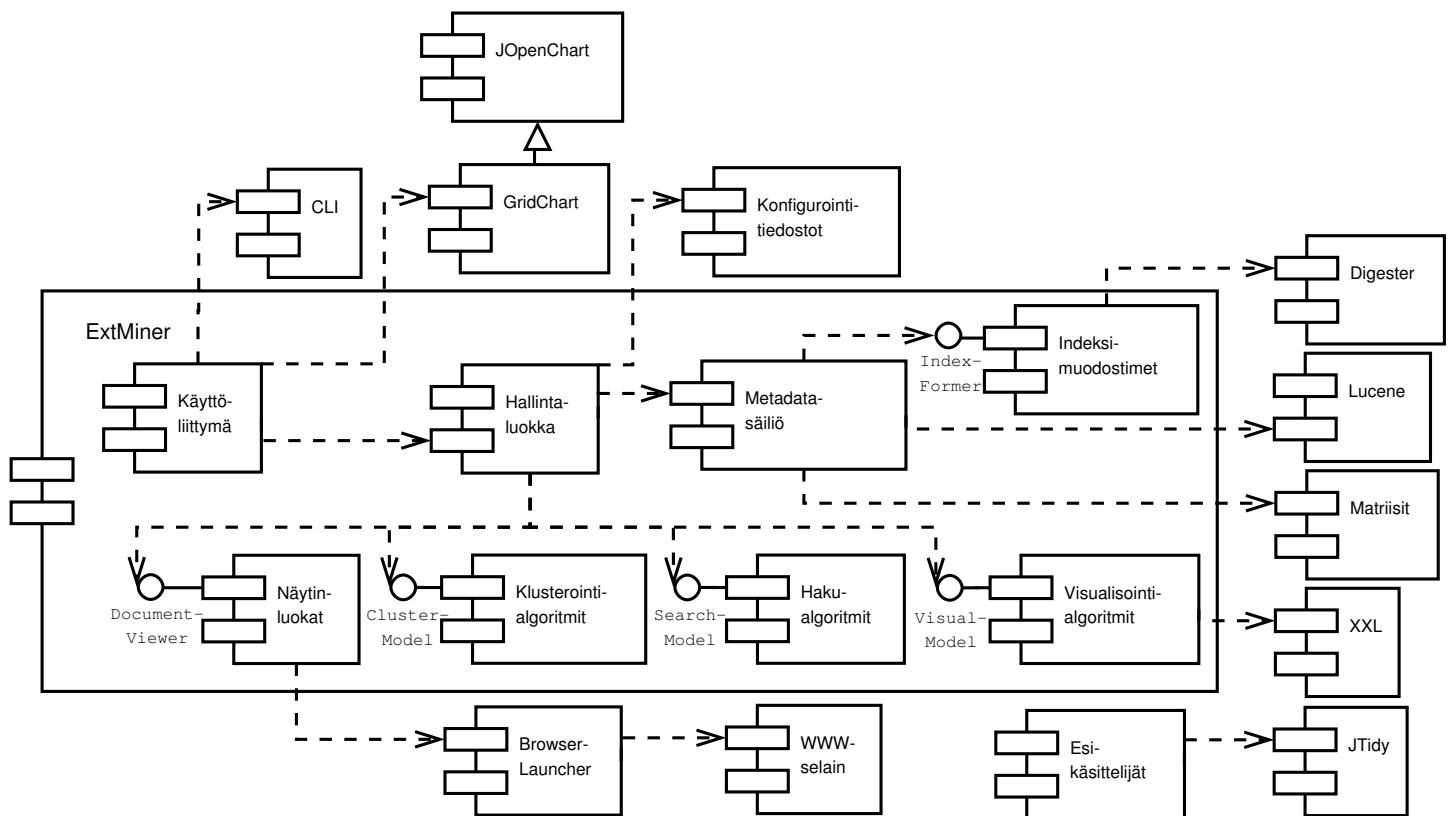 JOpenChart
CLI
GridChart
Konfigurointi-
tiedostot
Digester
ExtMiner
Käyttö-
liittymä
Hallinta-
luokka
Metadata-
säiliö
Index-
Former
Indeksi-
muodostimet
Lucene
Matriisit
Document-
Viewer
Näytin-
luokat
Cluster-
Model
Klusterointi-
algoritmit
Search-
Model
Haku-
algoritmit
Visual-
Model
Visualisointi-
algoritmit
XXL
Browser-
Launcher
WWW-
selain
Esi-
käsittelijät
JTidy